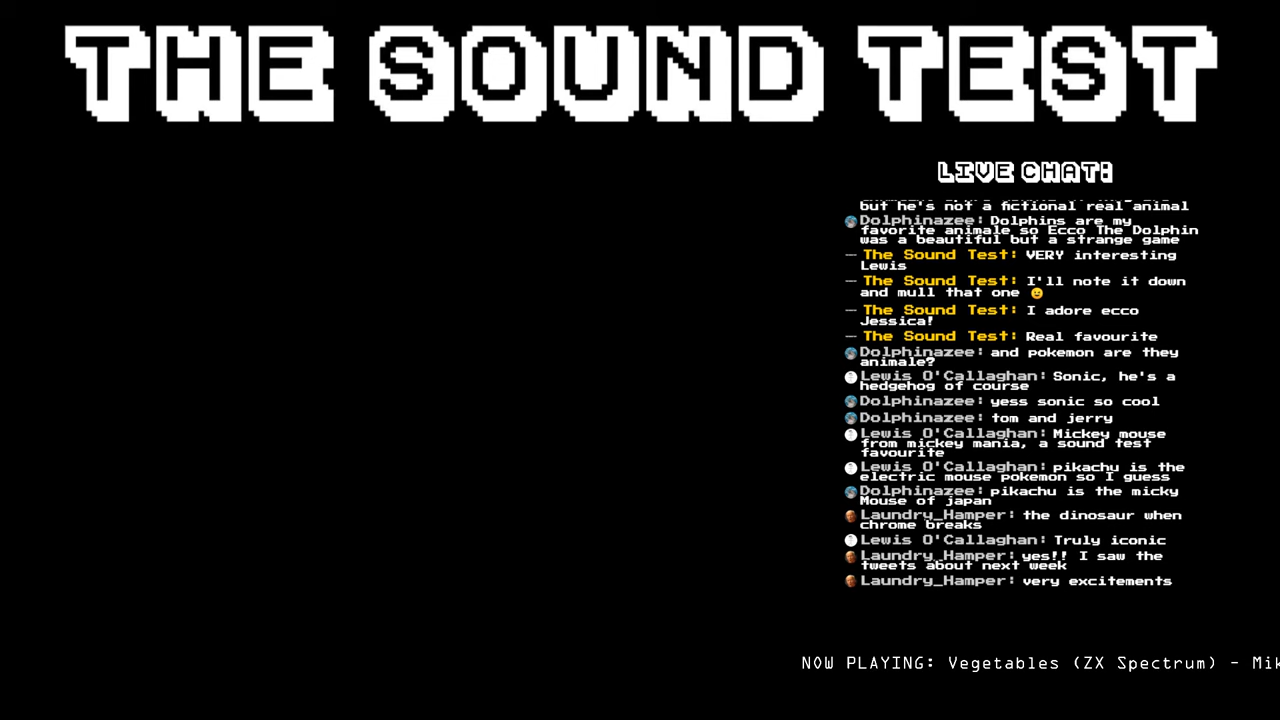 THE SOUND TEST
LIVE CHAT:
but he's not a fictional real animal
Dolphinazee: Dolphins are my
favorite animale so Ecco The Dolphin
was a beautiful but a strange game
— The Sound Test: VERY interesting
Lewis
— The Sound Test: I'll note it down
and mull that one 😉
— The Sound Test: I adore ecco
Jessica!
— The Sound Test: Real favourite
Dolphinazee: and pokemon are they
animale?
Lewis O'Callaghan: Sonic, he's a
hedgehog of course
Dolphinazee: yess sonic so cool
Dolphinazee: tom and jerry
Lewis O'Callaghan: Mickey mouse
from mickey mania, a sound test
favourite
Lewis O'Callaghan: pikachu is the
electric mouse pokemon so I guess
Dolphinazee: pikachu is the micky
Mouse of japan
Laundry_Hamper: the dinosaur when
chrome breaks
Lewis O'Callaghan: Truly iconic
Laundry_Hamper: yes!! I saw the
tweets about next week
Laundry_Hamper: very excitements
NOW PLAYING: Vegetables (ZX Spectrum) - Mik